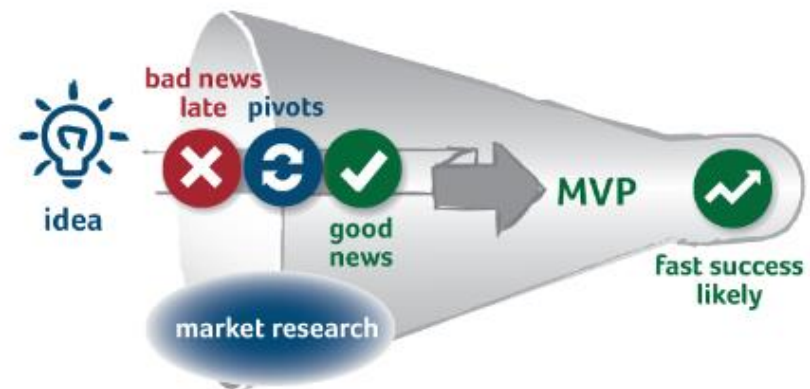 bad news
late
pivots
idea
good
news
MVP
fast success
likely
market research